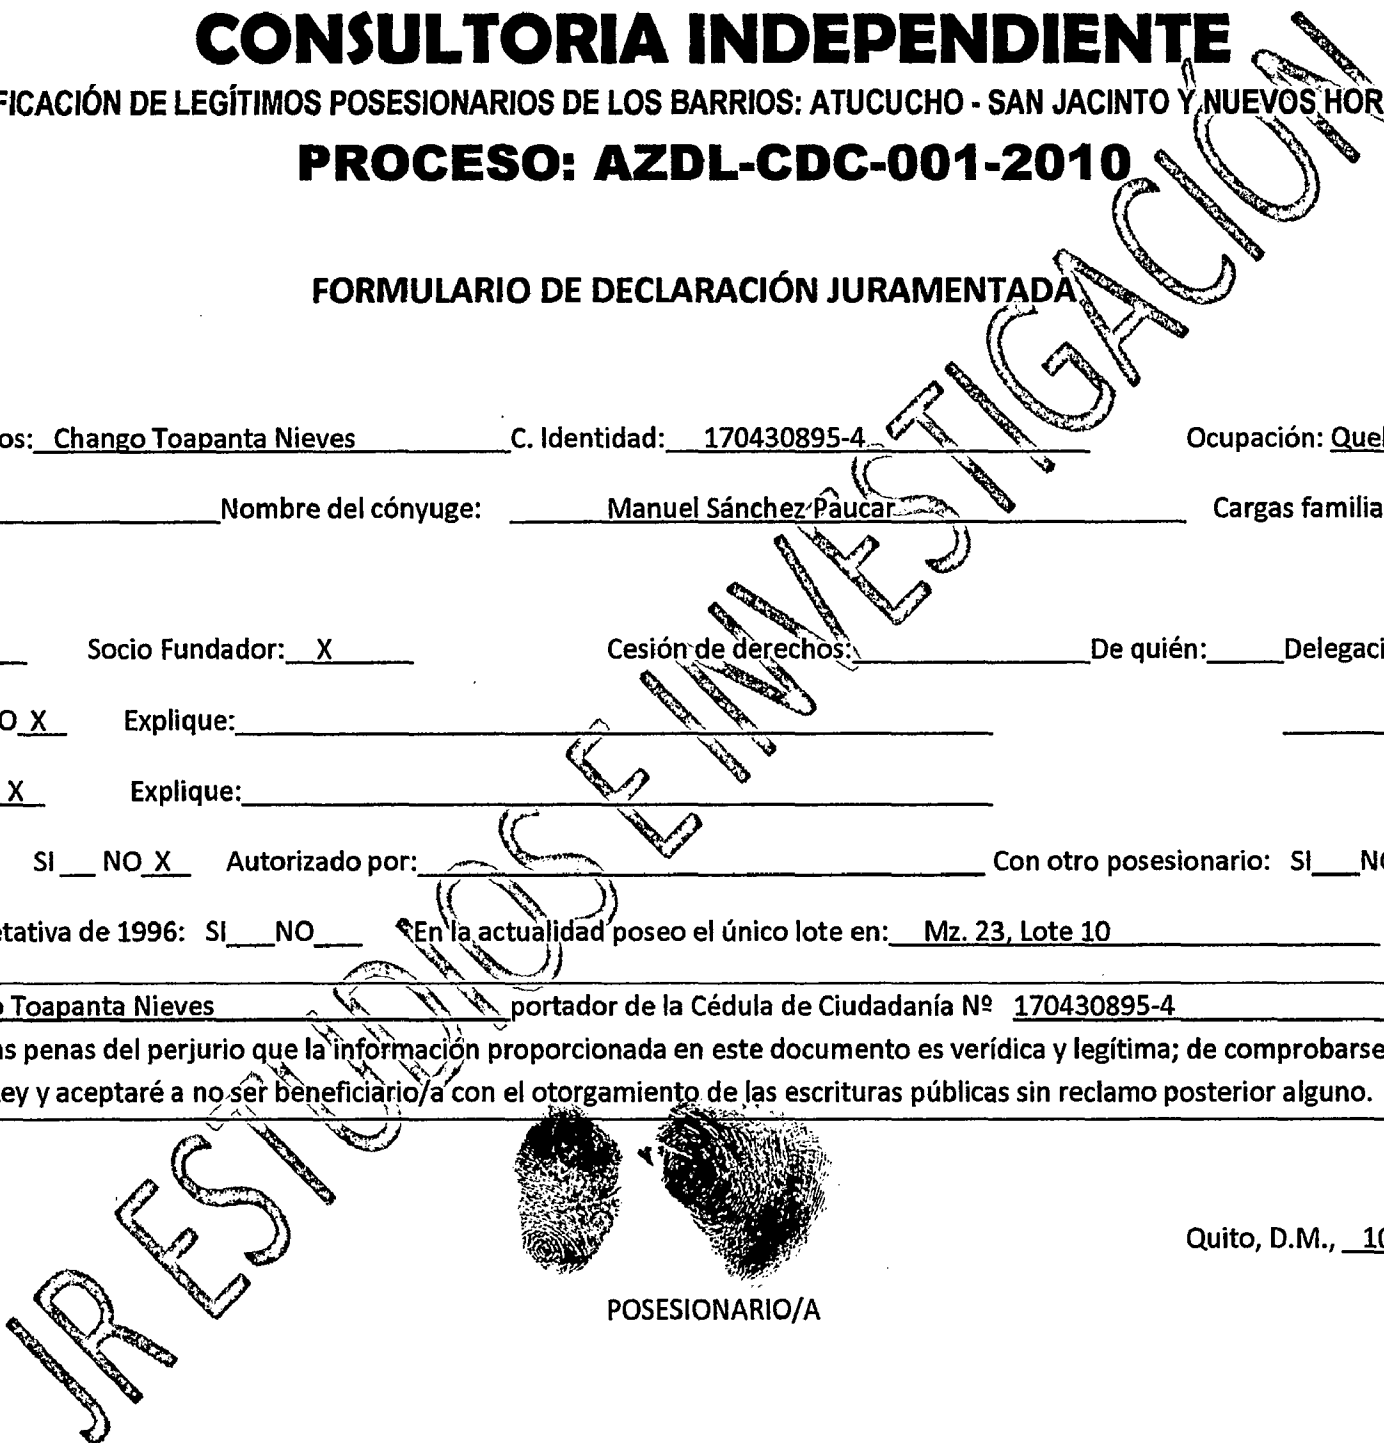 CONSULTORIA INDEPENDIENTE
FICACIÓN DE LEGÍTIMOS POSESIONARIOS DE LOS BARRIOS: ATUCUCHO - SAN JACINTO Y NUEVOS HOR
PROCESO: AZDL-CDC-001-2010
FORMULARIO DE DECLARACIÓN JURAMENTADA
os: Chango Toapanta Nieves C. Identidad: 170430895-4 Ocupación: Que
Nombre del cónyuge: Manuel Sánchez Paucar Cargas familia
Socio Fundador: X Cesión de derechos: De quién: Delegaci
O X Explique:
X Explique:
SI NO X Autorizado por: Con otro posesionario: SI NO
etativa de 1996: SI NO En la actualidad poseo el único lote en: Mz. 23, Lote 10
o Toapanta Nieves portador de la Cédula de Ciudadanía Nº 170430895-4
as penas del perjurio que la información proporcionada en este documento es verídica y legítima; de comprobarse
ey y aceptaré a no ser beneficiario/a con el otorgamiento de las escrituras públicas sin reclamo posterior alguno.
Quito, D.M., 10
POSESIONARIO/A
JR ESTUDIOS E INVESTIGACIÓN